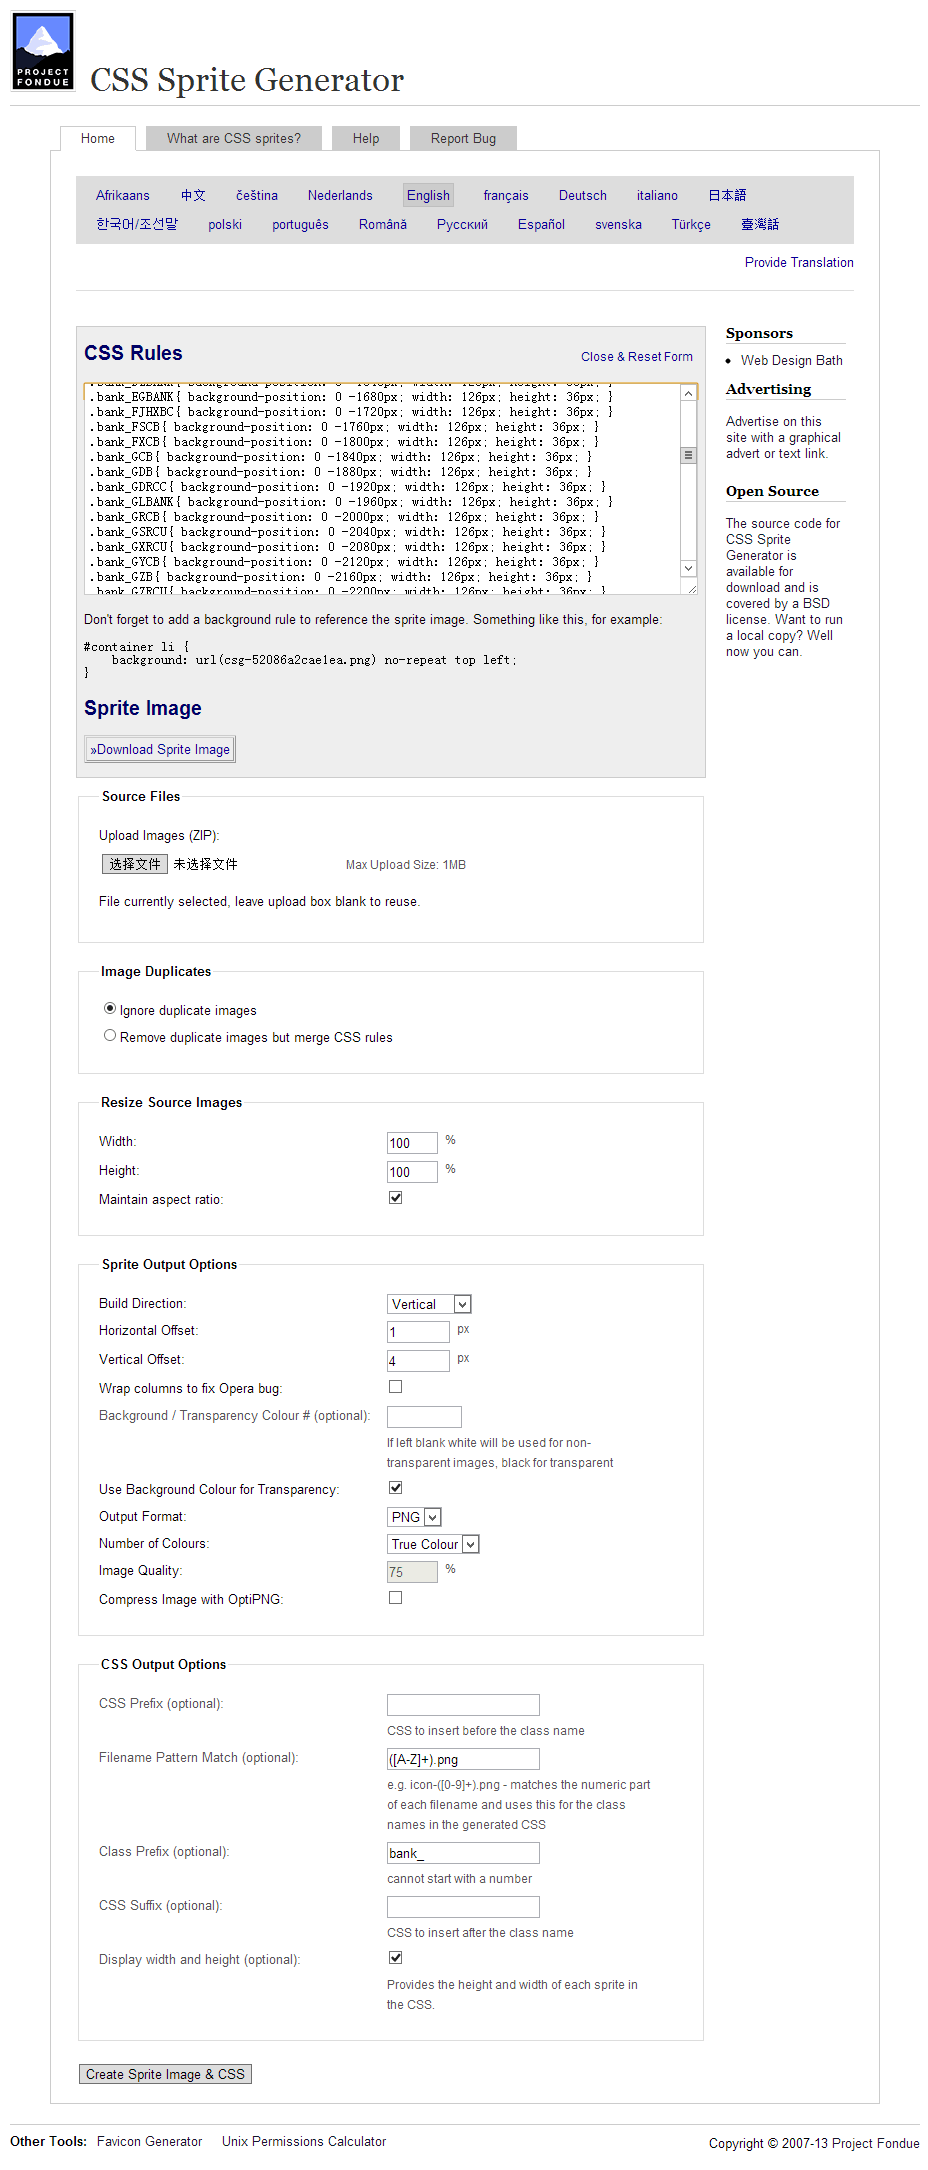 PROJECT
FONDUE
CSS Sprite Generator
Home What are CSS sprites? Help Report Bug
Afrikaans 中文 čeština Nederlands English français Deutsch italiano 日本語
한국어/조선말 polski português Română Русский Español svenska Türkçe 臺灣話
Provide Translation
CSS Rules
Close & Reset Form
.bank_EGBANK{ background-position: 0 -1680px; width: 126px; height: 36px; }
.bank_FJHXBC{ background-position: 0 -1720px; width: 126px; height: 36px; }
.bank_FSCB{ background-position: 0 -1760px; width: 126px; height: 36px; }
.bank_FXCB{ background-position: 0 -1800px; width: 126px; height: 36px; }
.bank_GCB{ background-position: 0 -1840px; width: 126px; height: 36px; }
.bank_GDB{ background-position: 0 -1880px; width: 126px; height: 36px; }
.bank_GDRCC{ background-position: 0 -1920px; width: 126px; height: 36px; }
.bank_GLBANK{ background-position: 0 -1960px; width: 126px; height: 36px; }
.bank_GRCB{ background-position: 0 -2000px; width: 126px; height: 36px; }
.bank_GSRCU{ background-position: 0 -2040px; width: 126px; height: 36px; }
.bank_GXRCU{ background-position: 0 -2080px; width: 126px; height: 36px; }
.bank_GYCB{ background-position: 0 -2120px; width: 126px; height: 36px; }
.bank_GZB{ background-position: 0 -2160px; width: 126px; height: 36px; }
.bank_GZRCU{ background-position: 0 -2200px; width: 126px; height: 36px; }
Don't forget to add a background rule to reference the sprite image. Something like this, for example:
#container li {
background: url(csg-52086a2cae1ea.png) no-repeat top left;
}
Sprite Image
»Download Sprite Image
Sponsors
Web Design Bath
Advertising
Advertise on this
site with a graphical
advert or text link.
Open Source
The source code for
CSS Sprite
Generator is
available for
download and is
covered by a BSD
license. Want to run
a local copy? Well
now you can.
Source Files
Upload Images (ZIP):
选择文件 未选择文件 Max Upload Size: 1MB
File currently selected, leave upload box blank to reuse.
Image Duplicates
Ignore duplicate images
Remove duplicate images but merge CSS rules
Resize Source Images
Width: 100 %
Height: 100 %
Maintain aspect ratio:
Sprite Output Options
Build Direction: Vertical
Horizontal Offset: 1 px
Vertical Offset: 4 px
Wrap columns to fix Opera bug:
Background / Transparency Colour # (optional):
If left blank white will be used for non-
transparent images, black for transparent
Use Background Colour for Transparency:
Output Format: PNG
Number of Colours: True Colour
Image Quality: 75 %
Compress Image with OptiPNG:
CSS Output Options
CSS Prefix (optional):
CSS to insert before the class name
Filename Pattern Match (optional): ([A-Z]+).png
e.g. icon-([0-9]+).png - matches the numeric part
of each filename and uses this for the class
names in the generated CSS
Class Prefix (optional): bank_
cannot start with a number
CSS Suffix (optional):
CSS to insert after the class name
Display width and height (optional):
Provides the height and width of each sprite in
the CSS.
Create Sprite Image & CSS
Other Tools: Favicon Generator Unix Permissions Calculator
Copyright © 2007-13 Project Fondue